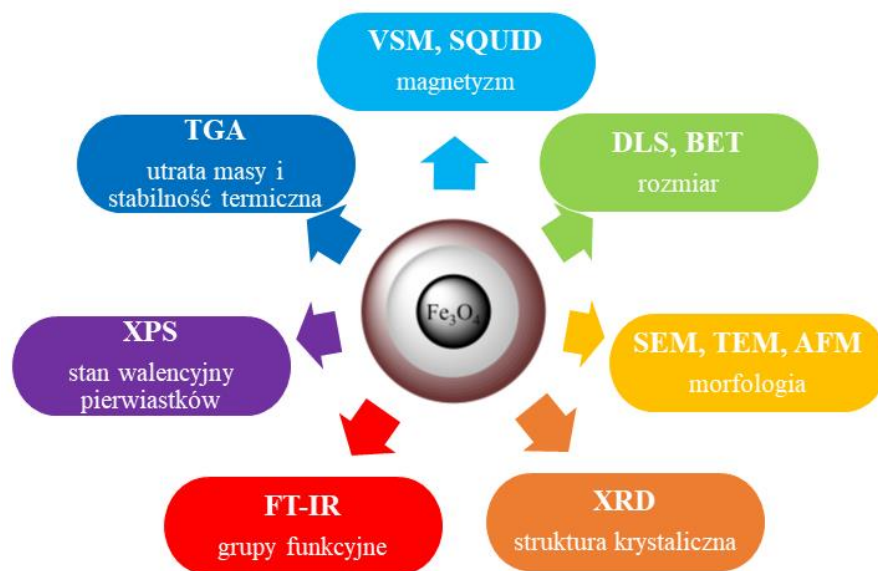 VSM, SQUID
magnetyzm
TGA
utrata masy i
stabilność termiczna
DLS, BET
rozmiar
Fe₃O₄
XPS
stan walencyjny
pierwiastków
SEM, TEM, AFM
morfologia
FT-IR
grupy funkcyjne
XRD
struktura krystaliczna